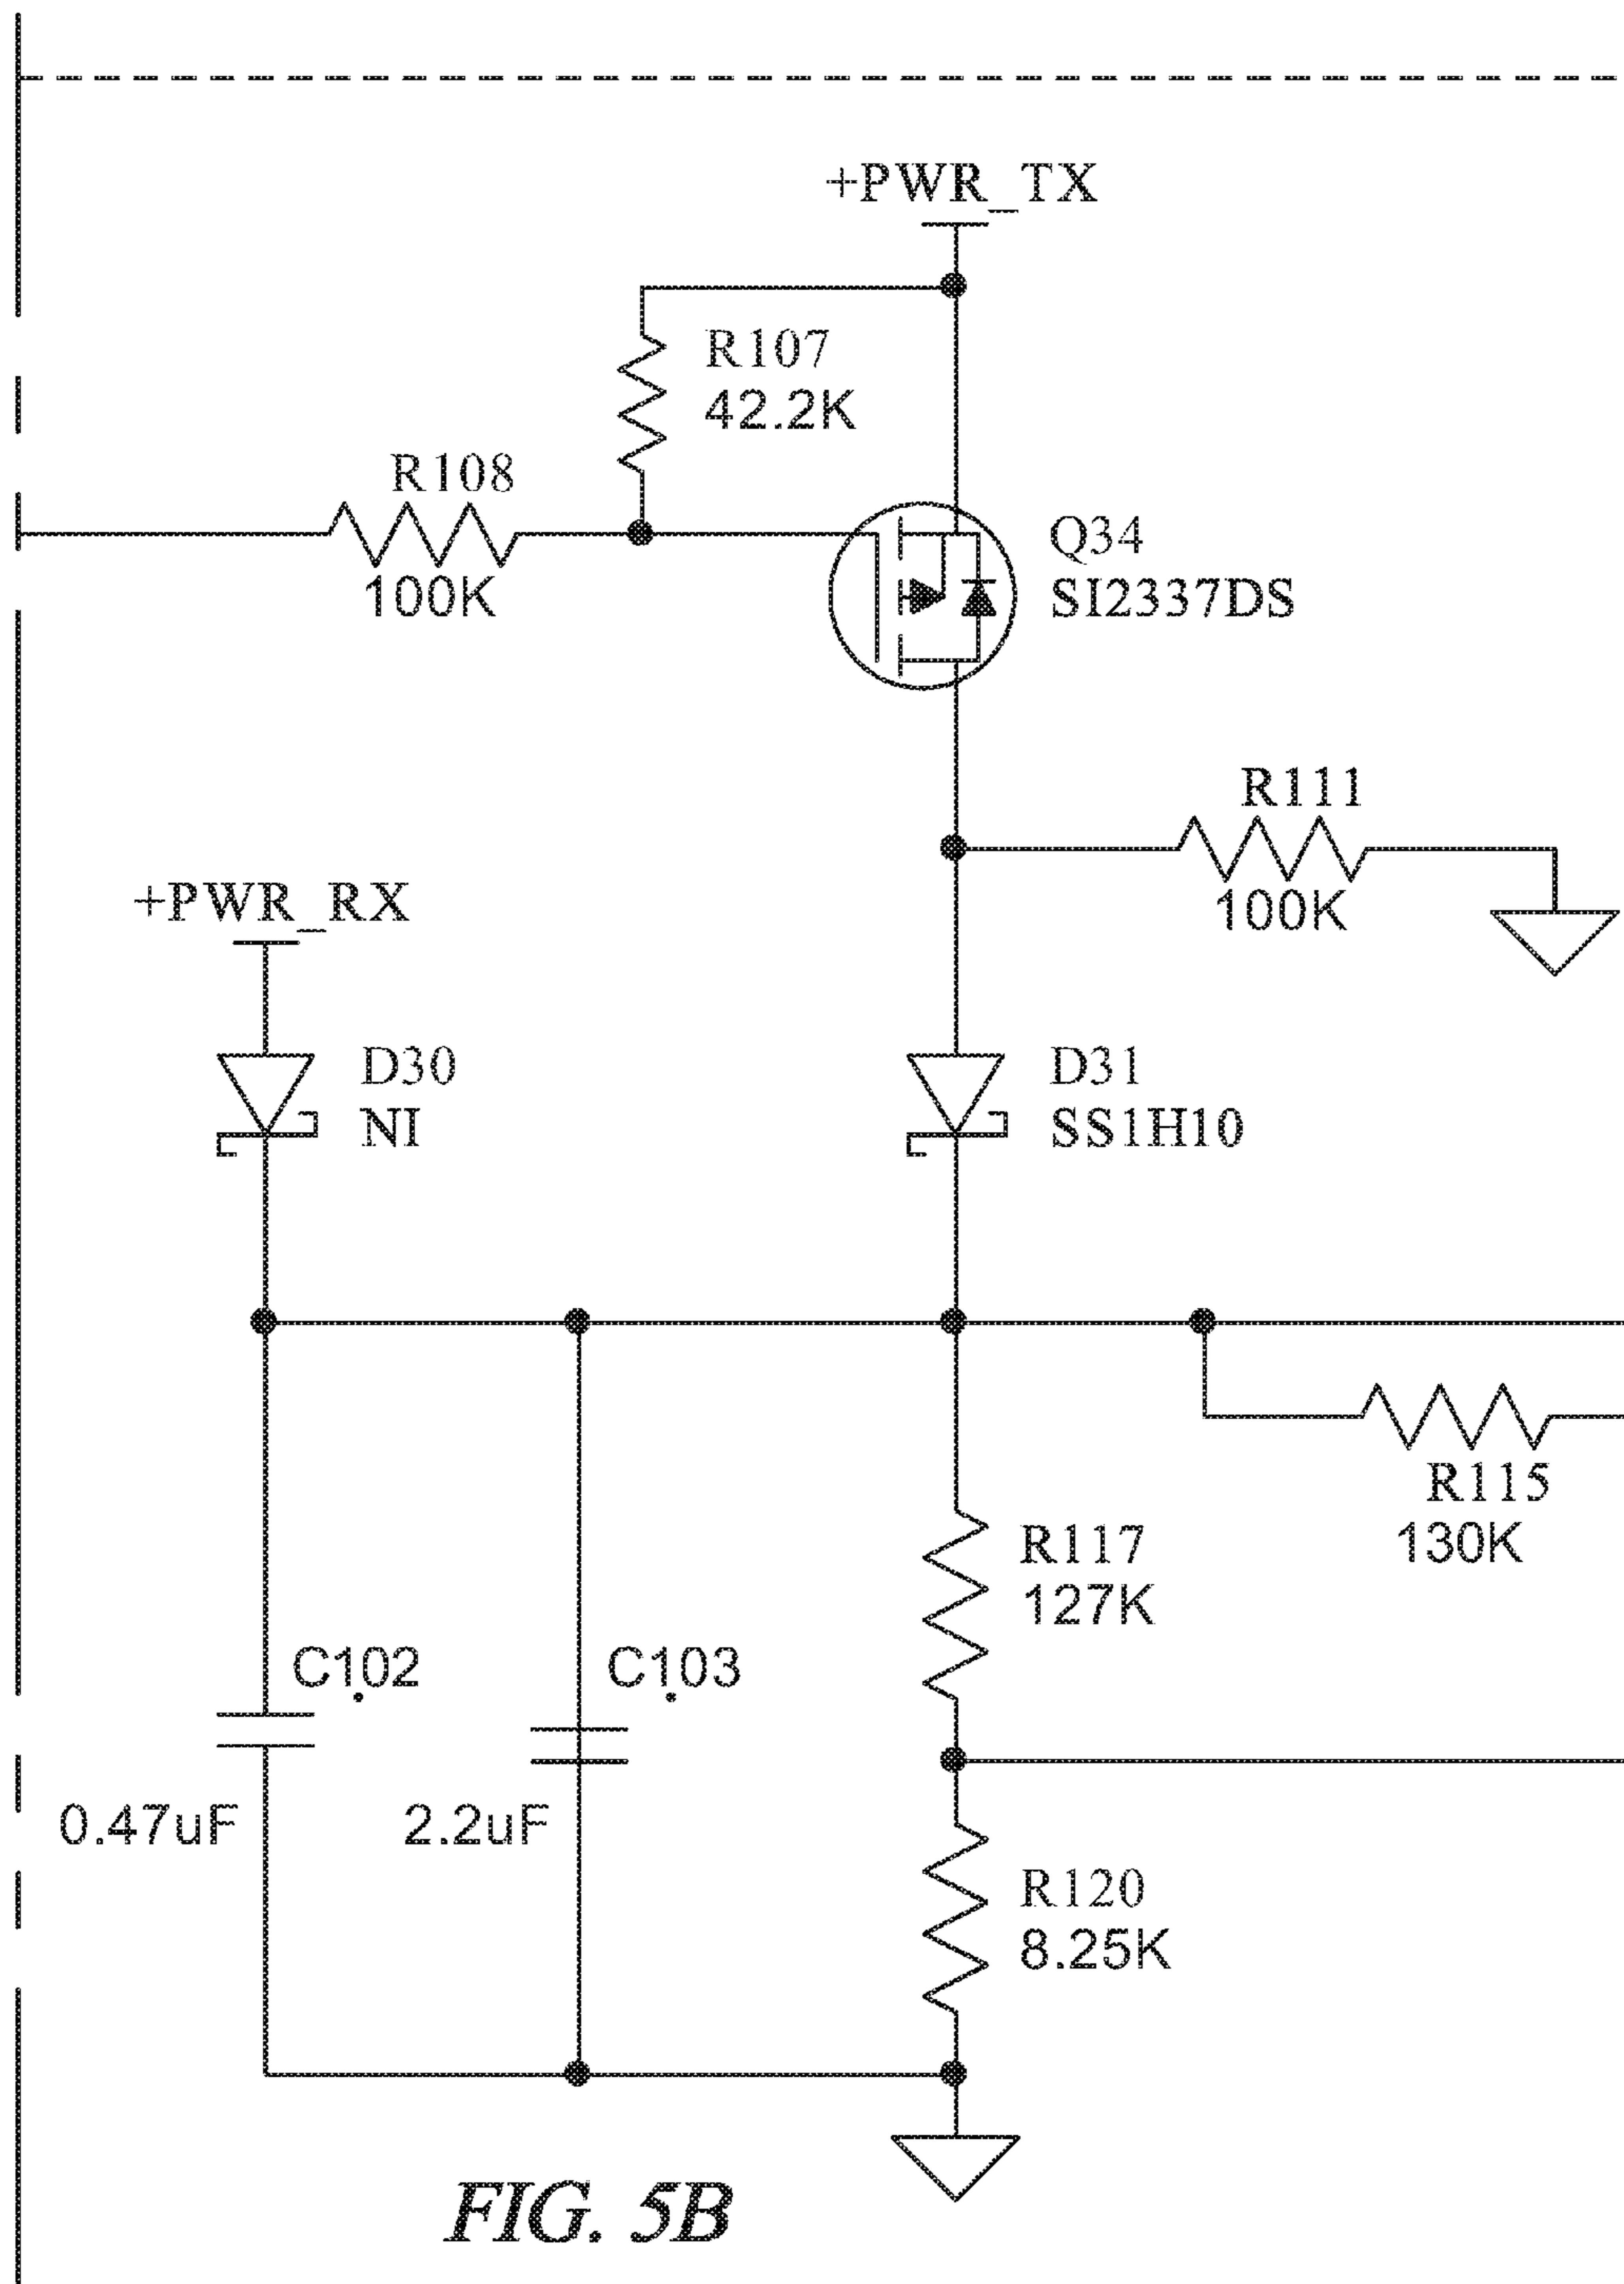 +PWR_TX
R107
42.2K
R108
100K
Q34
SI2337DS
R111
100K
+PWR_RX
D30
NI
D31
SS1H10
R115
130K
R117
127K
C102
0.47uF
C103
2.2uF
R120
8.25K
FIG. 5B